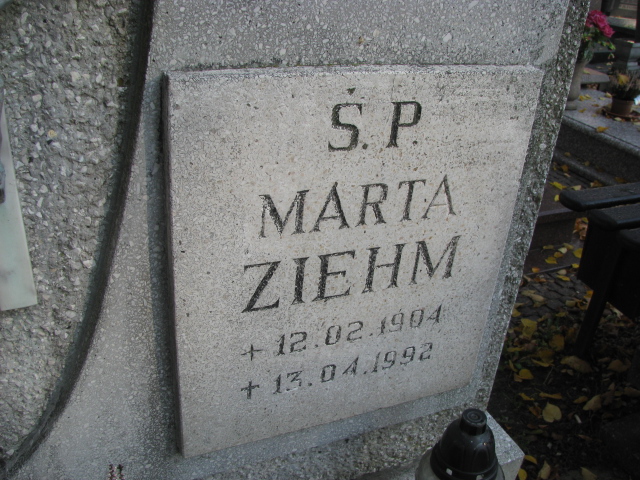 Ś.P.
MARTA
ZIEHM
+ 12.02.1904
+ 13.04.1992